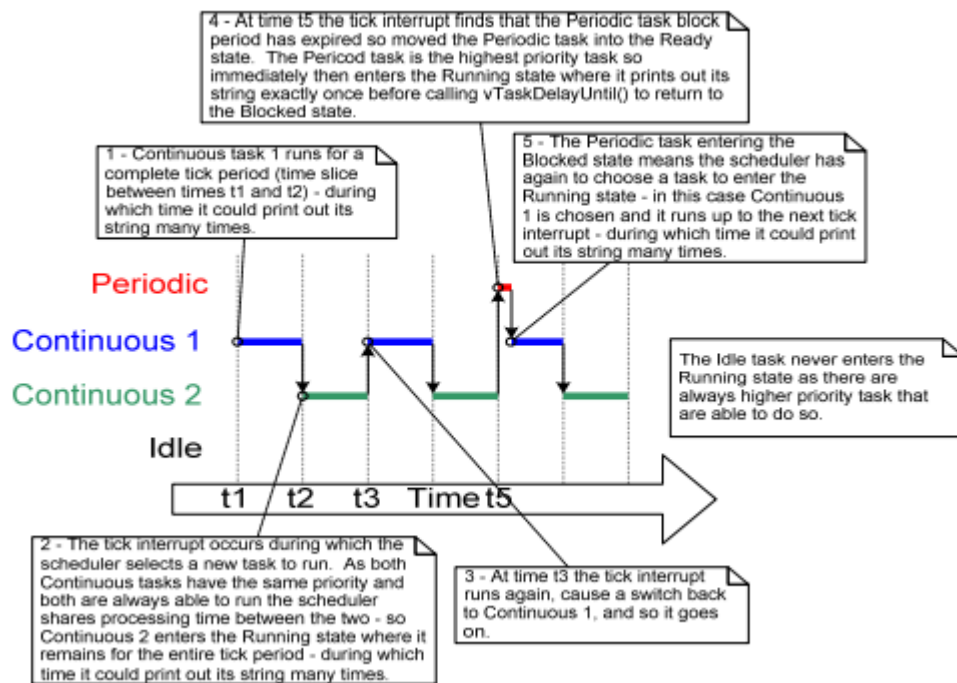 4 - At time t5 the tick interrupt finds that the Periodic task block
period has expired so moved the Periodic task into the Ready
state.  The Pericod task is the highest priority task so
immediately then enters the Running state where it prints out its
string exactly once before calling vTaskDelayUntil() to return to
the Blocked state.
1 - Continuous task 1 runs for a
complete tick period (time slice
between times t1 and t2) - during
which time it could print out its
string many times.
5 - The Periodic task entering the
Blocked state means the scheduler has
again to choose a task to enter the
Running state - in this case Continuous
1 is chosen and it runs up to the next tick
interrupt - during which time it could print
out its string many times.
Periodic
Continuous 1
Continuous 2
Idle
The Idle task never enters the
Running state as there are
always higher priority task that
are able to do so.
t1 t2 t3 Time t5
2 - The tick interrupt occurs during which the
scheduler selects a new task to run.  As both
Continuous tasks have the same priority and
both are always able to run the scheduler
shares processing time between the two - so
Continuous 2 enters the Running state where it
remains for the entire tick period - during which
time it could print out its string many times.
3 - At time t3 the tick interrupt
runs again, cause a switch back
to Continuous 1, and so it goes
on.